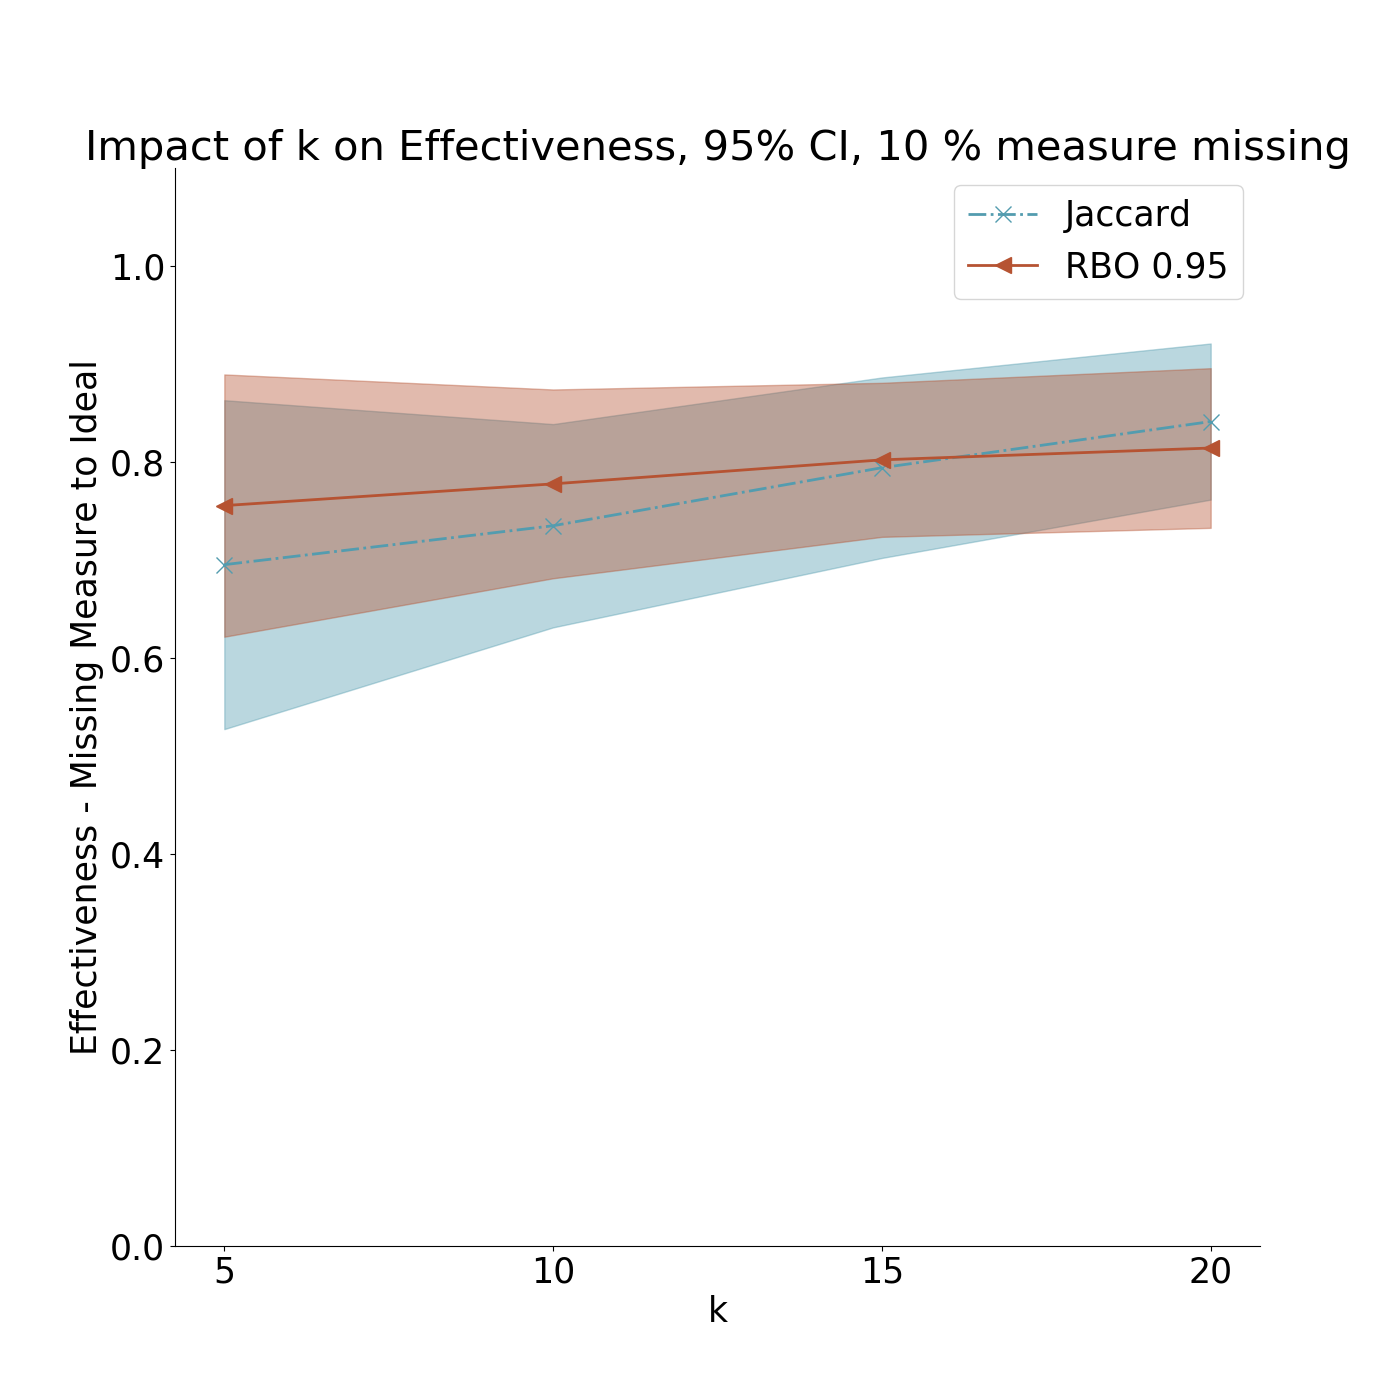 Impact of k on Effectiveness, 95% CI, 10 % measure missing
Jaccard
RBO 0.95
Effectiveness - Missing Measure to Ideal
1.0
0.8
0.6
0.4
0.2
0.0
5 10 15 20
k